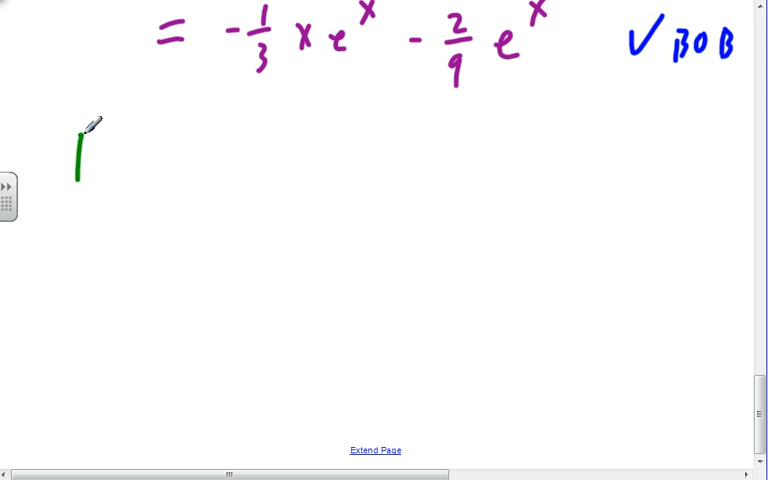 = -1/3 x e^x - 2/9 e^x ✓ BOB
Extend Page